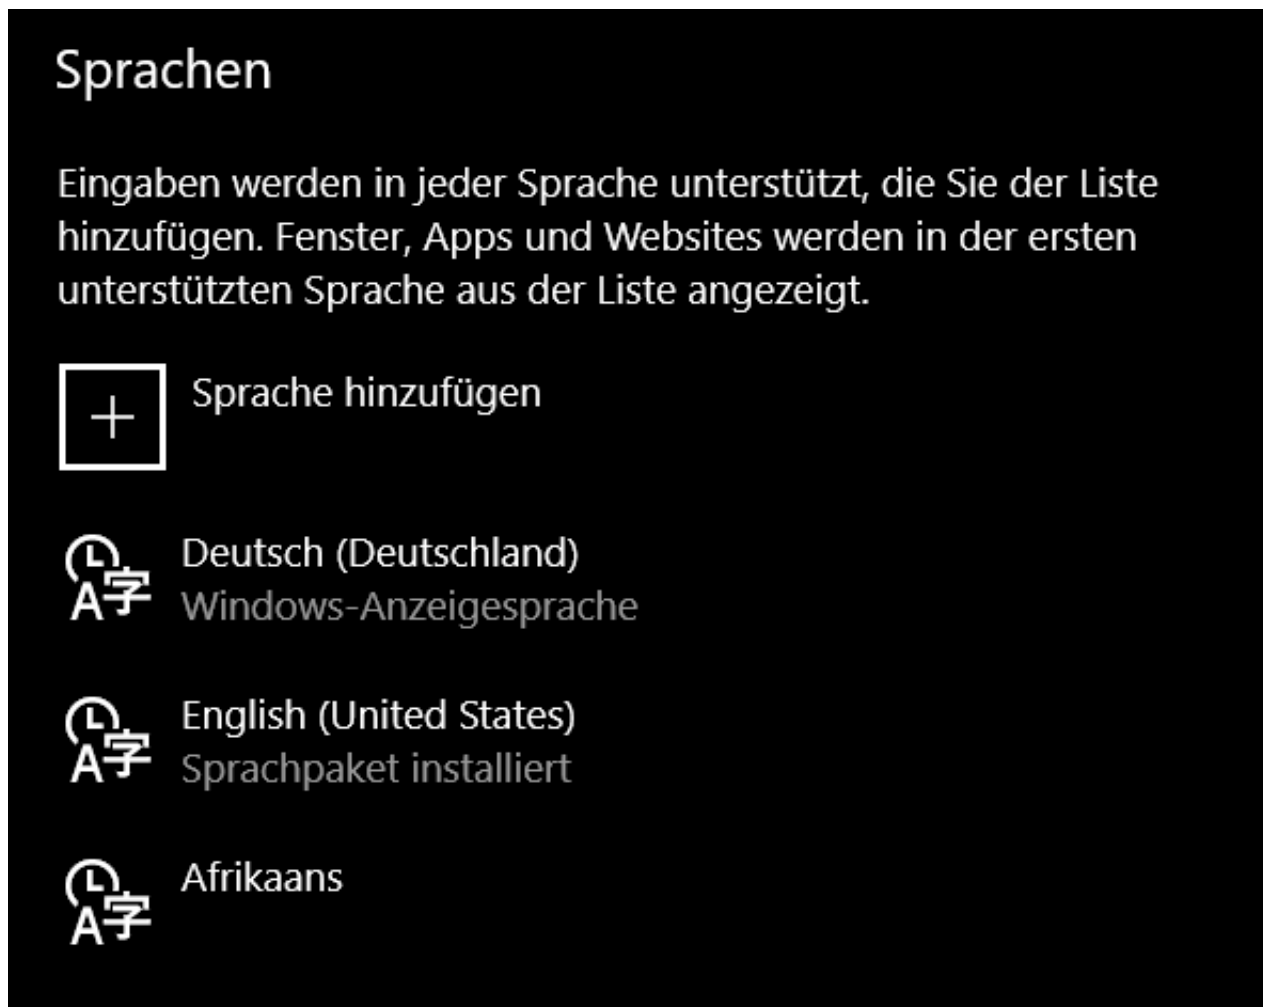 Sprachen
Eingaben werden in jeder Sprache unterstützt, die Sie der Liste
hinzufügen. Fenster, Apps und Websites werden in der ersten
unterstützten Sprache aus der Liste angezeigt.
Sprache hinzufügen
Deutsch (Deutschland)
Windows-Anzeigesprache
English (United States)
Sprachpaket installiert
Afrikaans